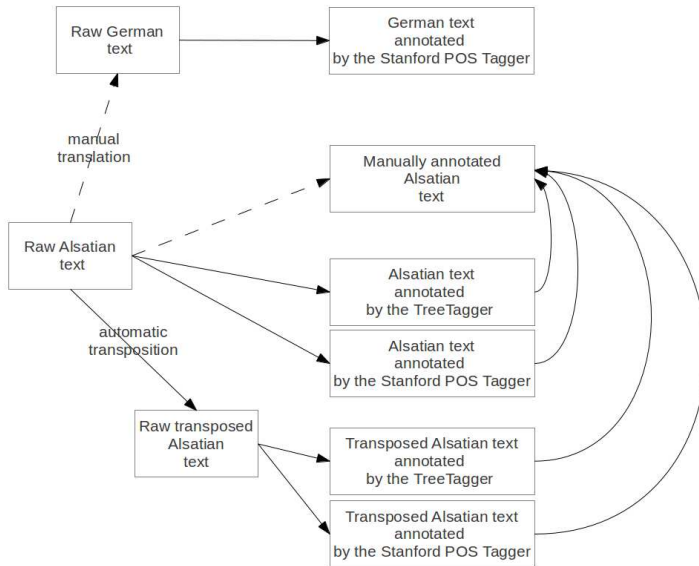 Raw German
text
German text
annotated
by the Stanford POS Tagger
manual
translation
Manually annotated
Alsatian
text
Raw Alsatian
text
Alsatian text
annotated
by the TreeTagger
automatic
transposition
Alsatian text
annotated
by the Stanford POS Tagger
Raw transposed
Alsatian
text
Transposed Alsatian text
annotated
by the TreeTagger
Transposed Alsatian text
annotated
by the Stanford POS Tagger